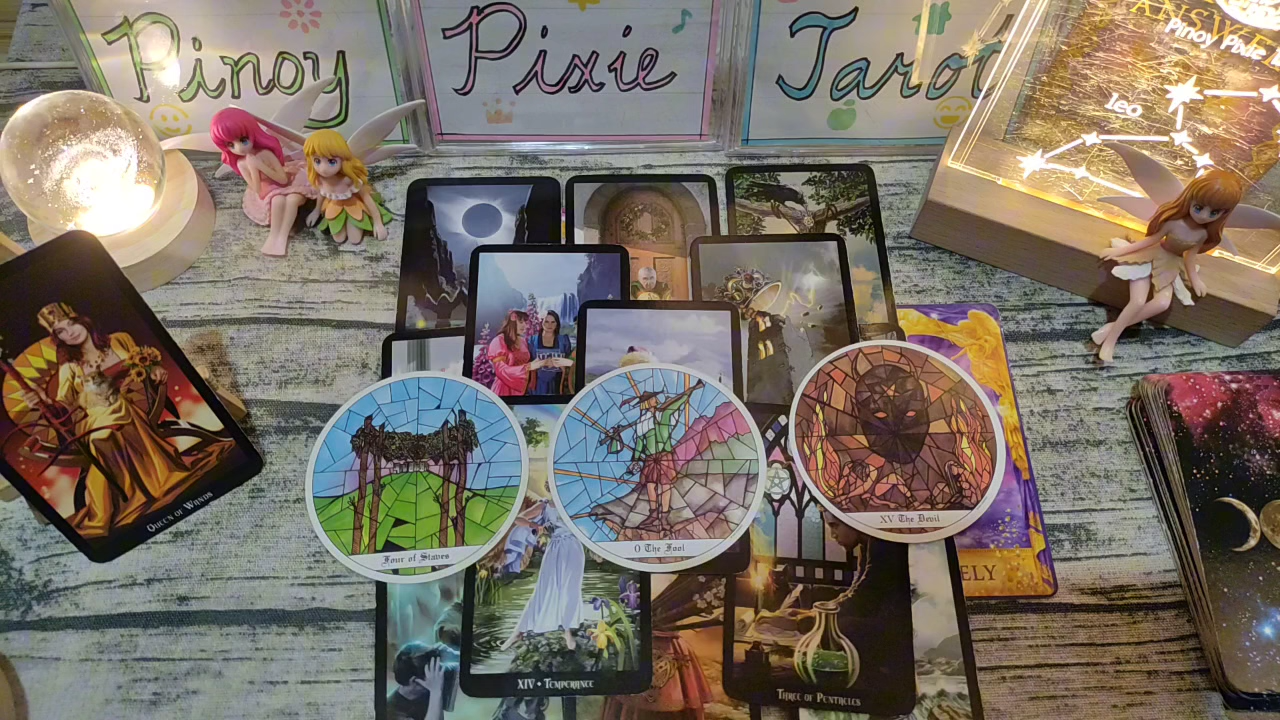 Pinoy Pixie Tarot
ANSWE
Pinoy Pixie
leo
Queen of Wands
Four of Staves
0 The Fool
XV The Devil
ELY
XIV • Temperance
Three of Pentacles